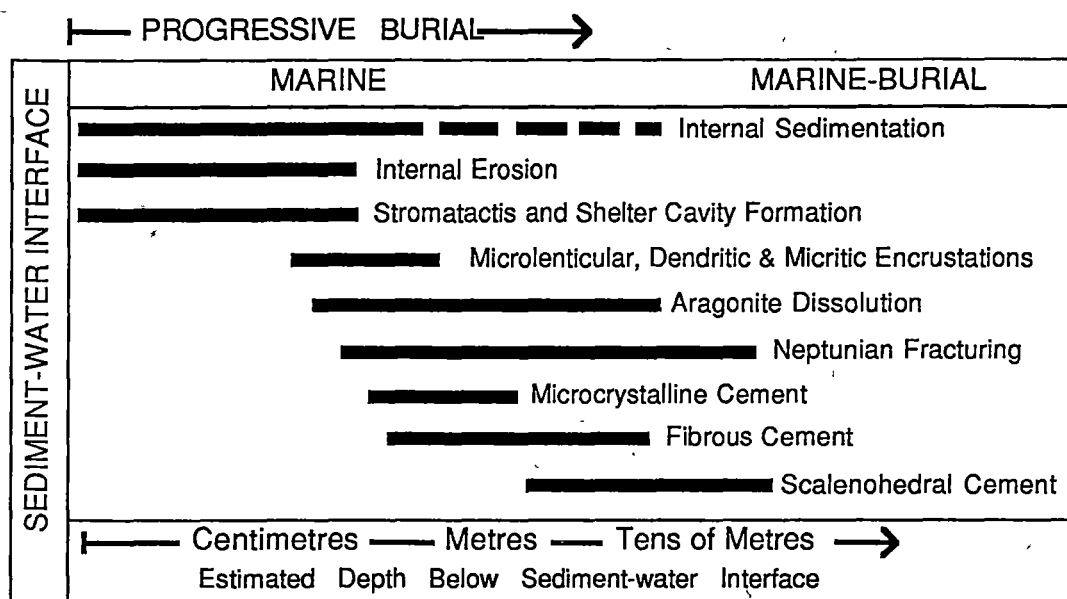 PROGRESSIVE BURIAL
MARINE MARINE-BURIAL
SEDIMENT-WATER INTERFACE
Internal Sedimentation
Internal Erosion
Stromatactis and Shelter Cavity Formation
Microlenticular, Dendritic & Micritic Encrustations
Aragonite Dissolution
Neptunian Fracturing
Microcrystalline Cement
Fibrous Cement
Scalenohedral Cement
Centimetres Metres Tens of Metres
Estimated Depth Below Sediment-water Interface